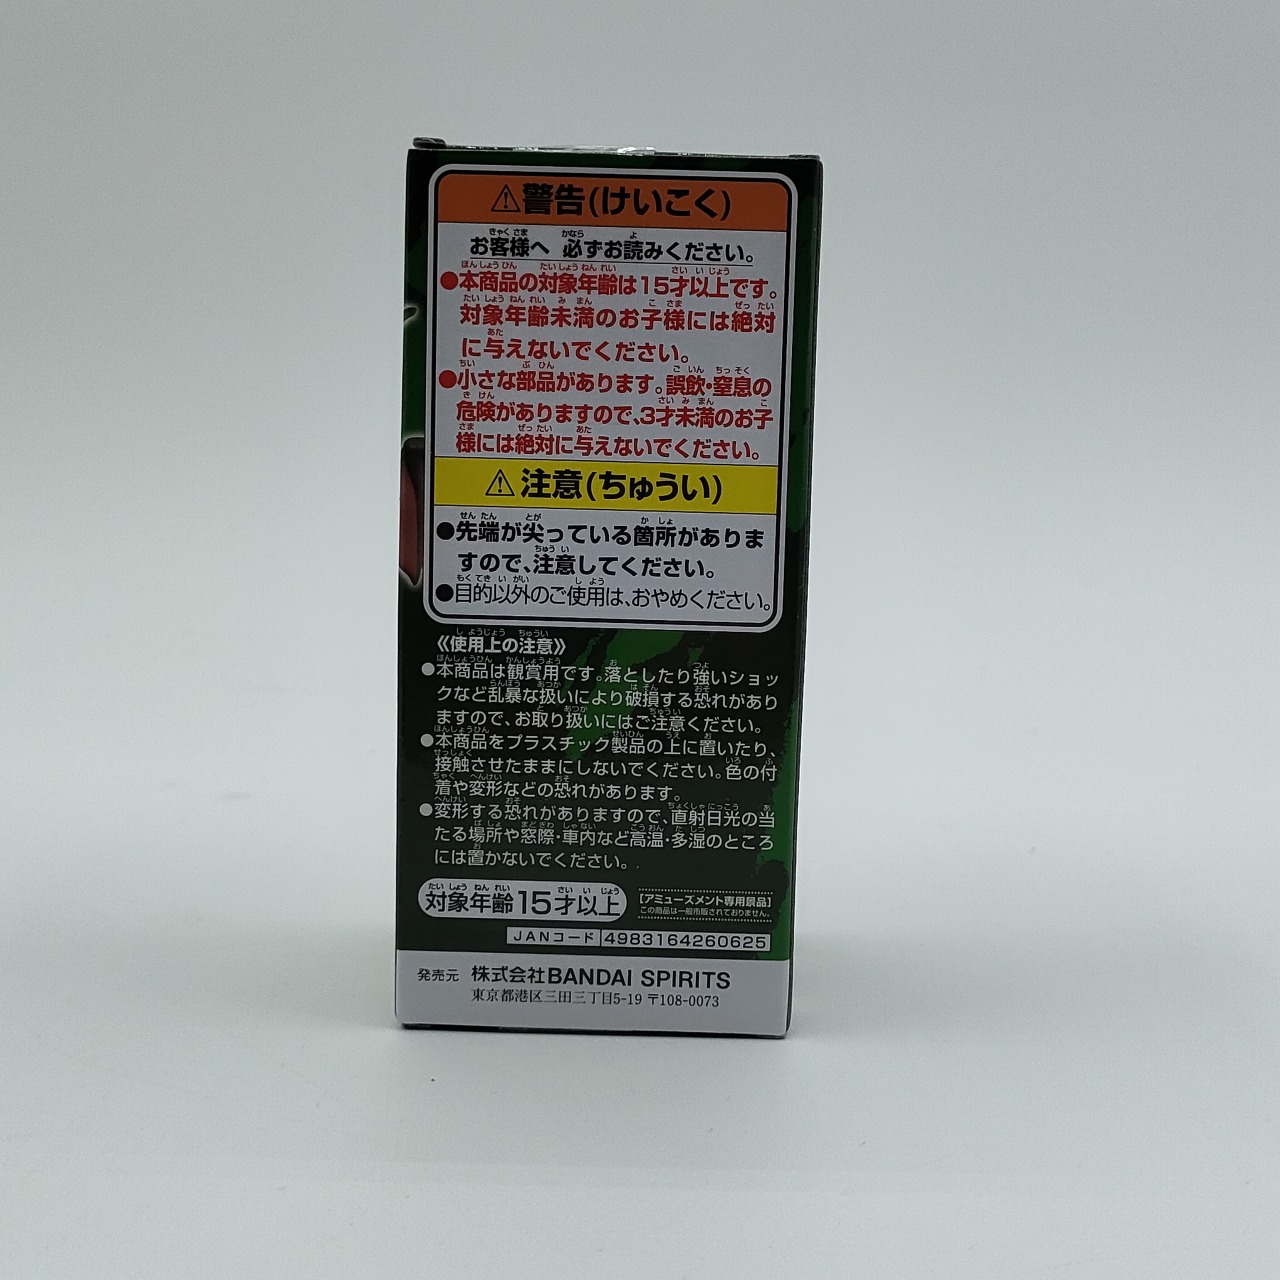 ⚠警告(けいこく)
お客様へ 必ずお読みください。
●本商品の対象年齢は15才以上です。
対象年齢未満のお子様には絶対
に与えないでください。
●小さな部品があります。誤飲・窒息の
危険がありますので、3才未満のお子
様には絶対に与えないでください。
⚠注意(ちゅうい)
●先端が尖っている箇所がありま
すので、注意してください。
●目的以外のご使用は、おやめください。
《使用上の注意》
●本商品は観賞用です。落としたり強いショッ
クなど乱暴な扱いにより破損する恐れがあり
ますので、お取り扱いにはご注意ください。
●本商品をプラスチック製品の上に置いたり、
接触させたままにしないでください。色の付
着や変形などの恐れがあります。
●変形する恐れがありますので、直射日光の当
たる場所や窓際・車内など高温・多湿のところ
には置かないでください。
対象年齢15才以上
[アミューズメント専用景品]
この商品は一般市販されておりません。
JANコード 4983164260625
発売元 株式会社BANDAI SPIRITS
東京都港区三田三丁目5-19 〒108-0073